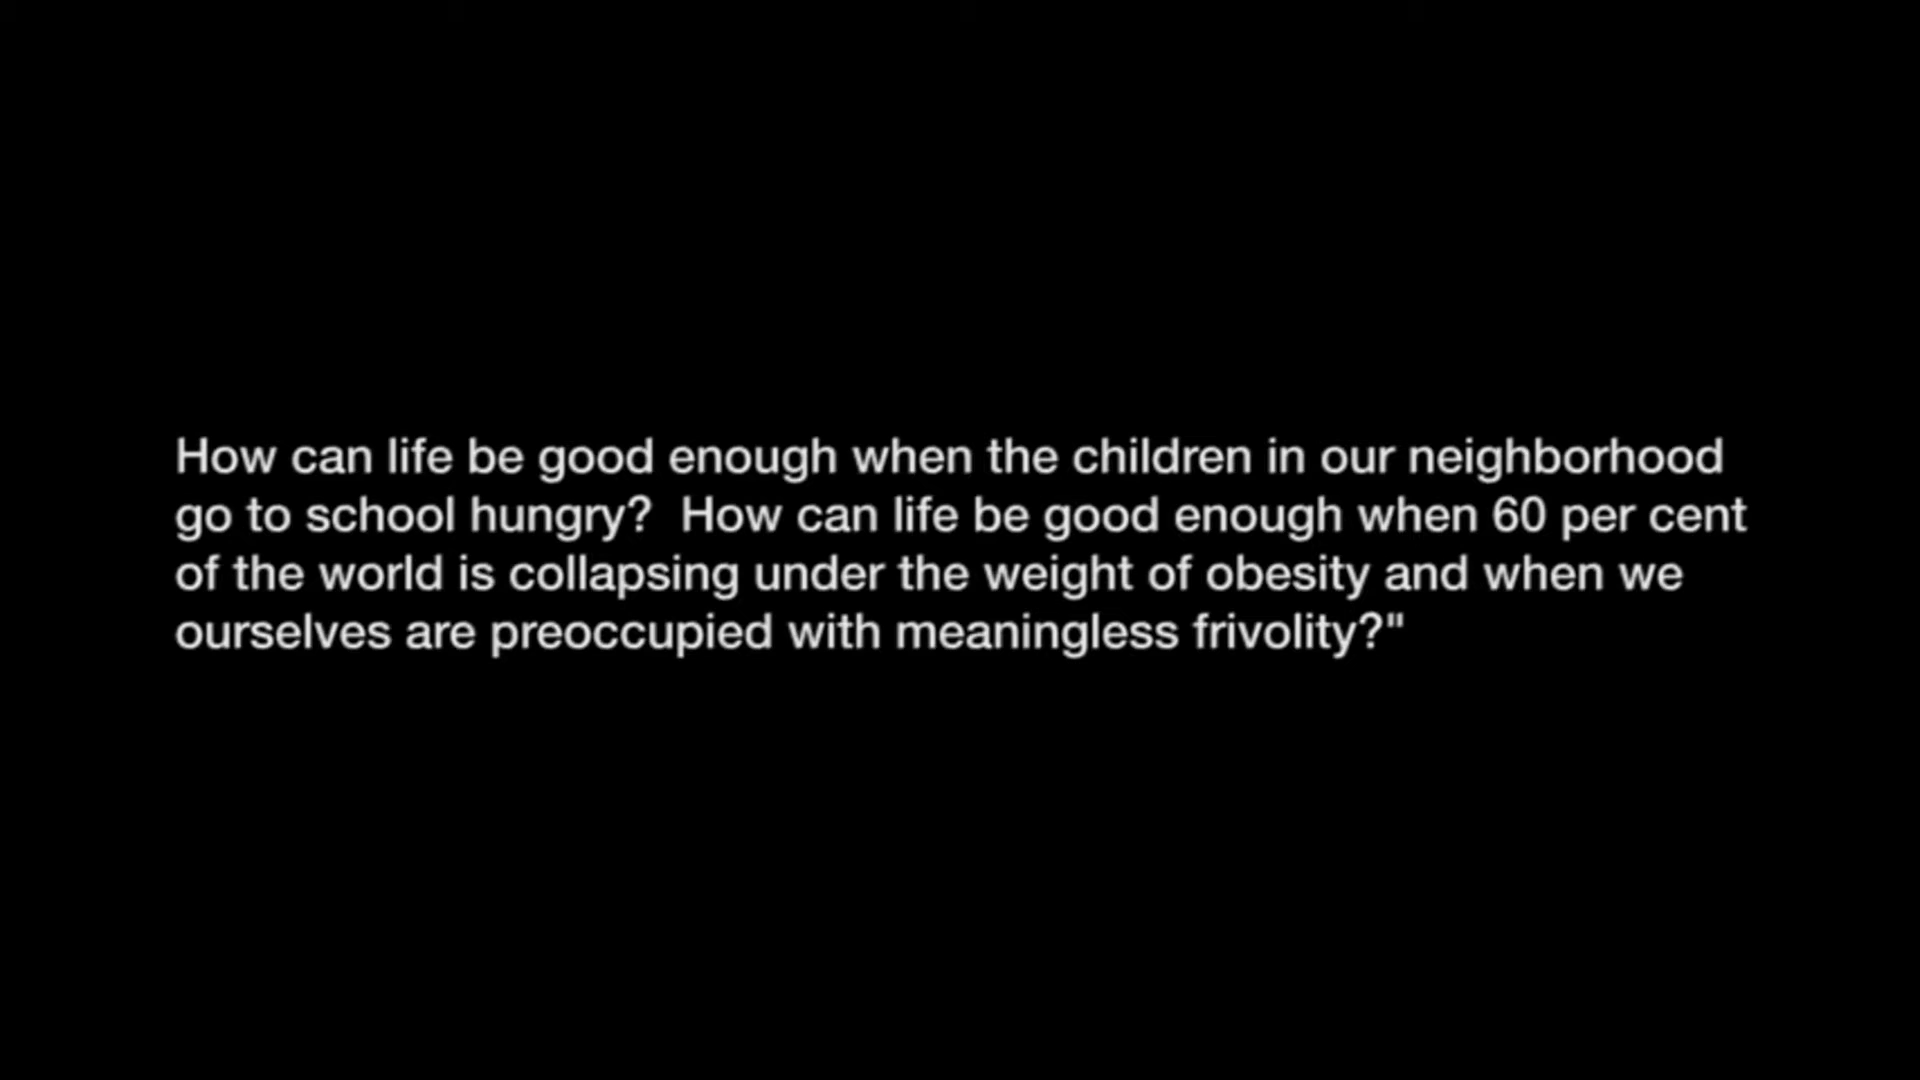 How can life be good enough when the children in our neighborhood
go to school hungry?  How can life be good enough when 60 per cent
of the world is collapsing under the weight of obesity and when we
ourselves are preoccupied with meaningless frivolity?"